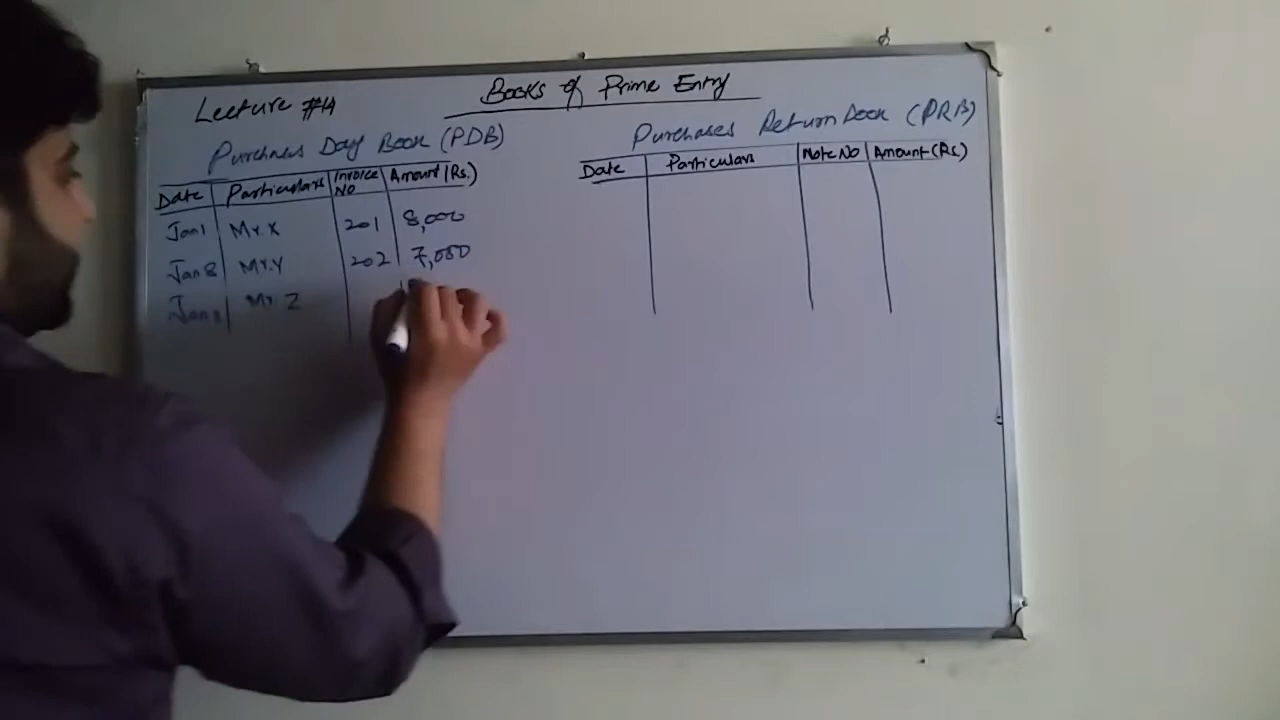 Books of Prime Entry
Lecture #14
Purchases Day Book (PDB)
Date Particulars Invoice No Amount (Rs.)
Jan 1 Mr. X 201 8,000
Jan 8 Mr. Y 202 7,000
Jan Mr. Z
Purchases Return Book (PRB)
Date Particulars Note No Amount (Rs.)